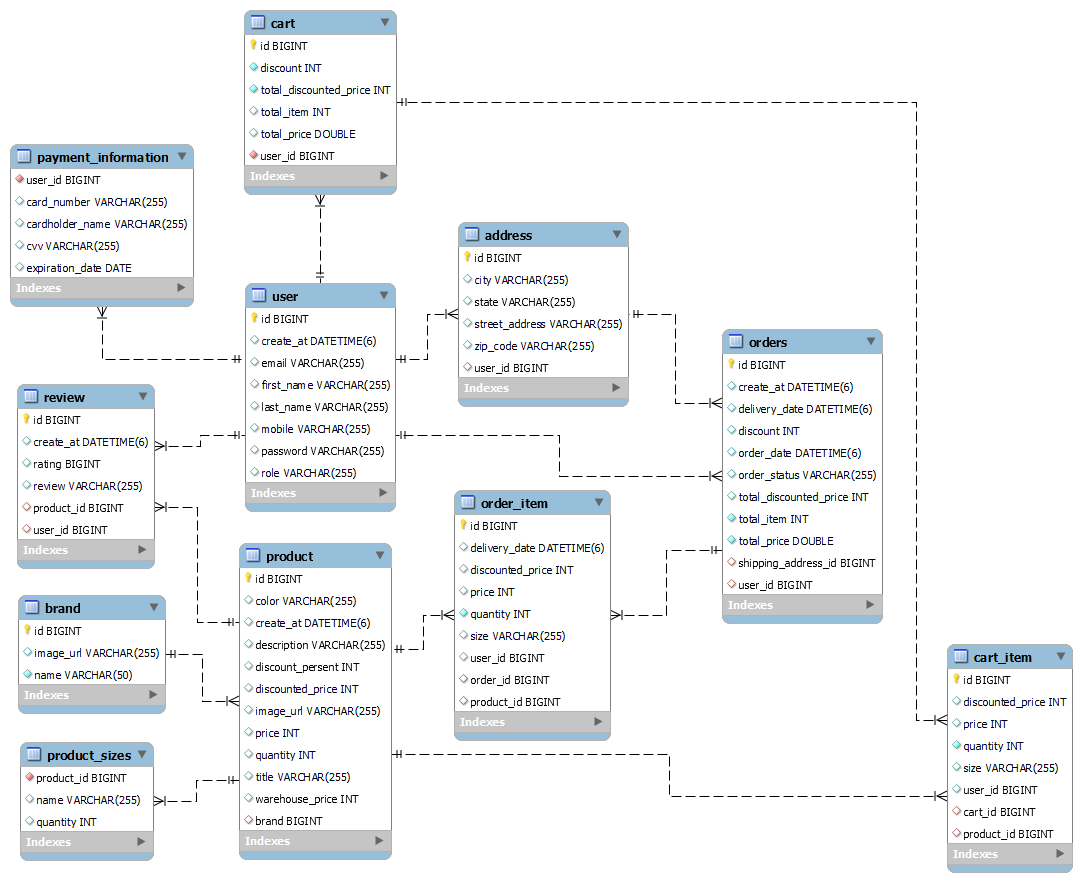 cart
id BIGINT
discount INT
total_discounted_price INT
total_item INT
total_price DOUBLE
user_id BIGINT
Indexes
payment_information
user_id BIGINT
card_number VARCHAR(255)
cardholder_name VARCHAR(255)
cvv VARCHAR(255)
expiration_date DATE
Indexes
address
id BIGINT
city VARCHAR(255)
state VARCHAR(255)
street_address VARCHAR(255)
zip_code VARCHAR(255)
user_id BIGINT
Indexes
user
id BIGINT
create_at DATETIME(6)
email VARCHAR(255)
first_name VARCHAR(255)
last_name VARCHAR(255)
mobile VARCHAR(255)
password VARCHAR(255)
role VARCHAR(255)
Indexes
orders
id BIGINT
create_at DATETIME(6)
delivery_date DATETIME(6)
discount INT
order_date DATETIME(6)
order_status VARCHAR(255)
total_discounted_price INT
total_item INT
total_price DOUBLE
shipping_address_id BIGINT
user_id BIGINT
Indexes
review
id BIGINT
create_at DATETIME(6)
rating BIGINT
review VARCHAR(255)
product_id BIGINT
user_id BIGINT
Indexes
order_item
id BIGINT
delivery_date DATETIME(6)
discounted_price INT
price INT
quantity INT
size VARCHAR(255)
user_id BIGINT
order_id BIGINT
product_id BIGINT
Indexes
product
id BIGINT
color VARCHAR(255)
create_at DATETIME(6)
description VARCHAR(255)
discount_persent INT
discounted_price INT
image_url VARCHAR(255)
price INT
quantity INT
title VARCHAR(255)
warehouse_price INT
brand BIGINT
Indexes
brand
id BIGINT
image_url VARCHAR(255)
name VARCHAR(50)
Indexes
cart_item
id BIGINT
discounted_price INT
price INT
quantity INT
size VARCHAR(255)
user_id BIGINT
cart_id BIGINT
product_id BIGINT
Indexes
product_sizes
product_id BIGINT
name VARCHAR(255)
quantity INT
Indexes